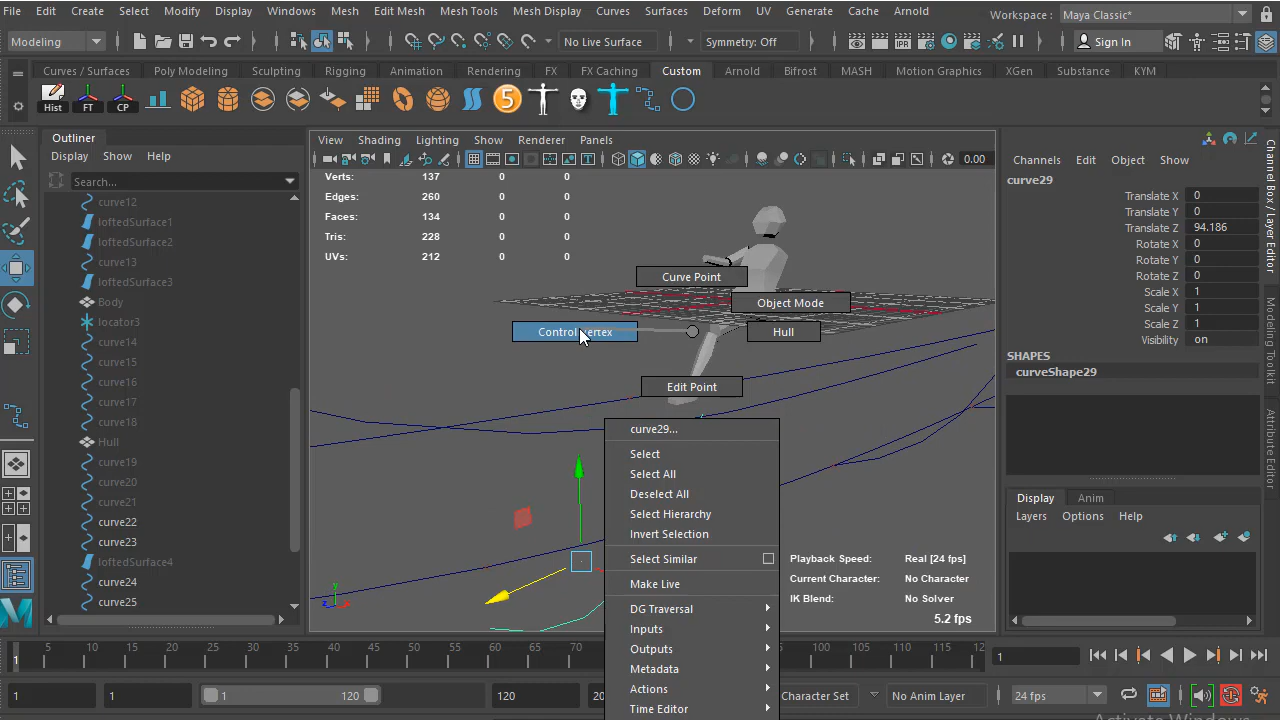 File Edit Create Select Modify Display Windows Mesh Edit Mesh Mesh Tools Mesh Display Curves Surfaces Deform UV Generate Cache Arnold Workspace: Maya Classic*
Modeling No Live Surface Symmetry: Off Sign In
Curves / Surfaces Poly Modeling Sculpting Rigging Animation Rendering FX FX Caching Custom Arnold Bifrost MASH Motion Graphics XGen Substance KYM
Hist FT CP 5
Outliner
Display Show Help
Search...
curve12
loftedSurface1
loftedSurface2
curve13
loftedSurface3
Body
locator3
curve14
curve15
curve16
curve17
curve18
Hull
curve19
curve20
curve21
curve22
curve23
loftedSurface4
curve24
curve25
View Shading Lighting Show Renderer Panels
0.00
Verts: 137 0 0
Edges: 260 0 0
Faces: 134 0 0
Tris: 228 0 0
UVs: 212 0 0
Curve Point
Object Mode
Control Vertex
Hull
Edit Point
curve29...
Select
Select All
Deselect All
Select Hierarchy
Invert Selection
Select Similar
Make Live
DG Traversal
Inputs
Outputs
Metadata
Actions
Time Editor
Playback Speed: Real [24 fps]
Current Character: No Character
IK Blend: No Solver
5.2 fps
y
z x
Channels Edit Object Show
curve29
Translate X 0
Translate Y 0
Translate Z 94.186
Rotate X 0
Rotate Y 0
Rotate Z 0
Scale X 1
Scale Y 1
Scale Z 1
Visibility on
SHAPES
curveShape29
Display Anim
Layers Options Help
Channel Box / Layer Editor
Modeling Toolkit
Attribute Editor
1 5 10 15 20 25 30 35 40 45 50 55 60 65 70 75 100 105 110 115 12
1
1 1 1 120 120 20 Character Set No Anim Layer 24 fps
Activate Windows